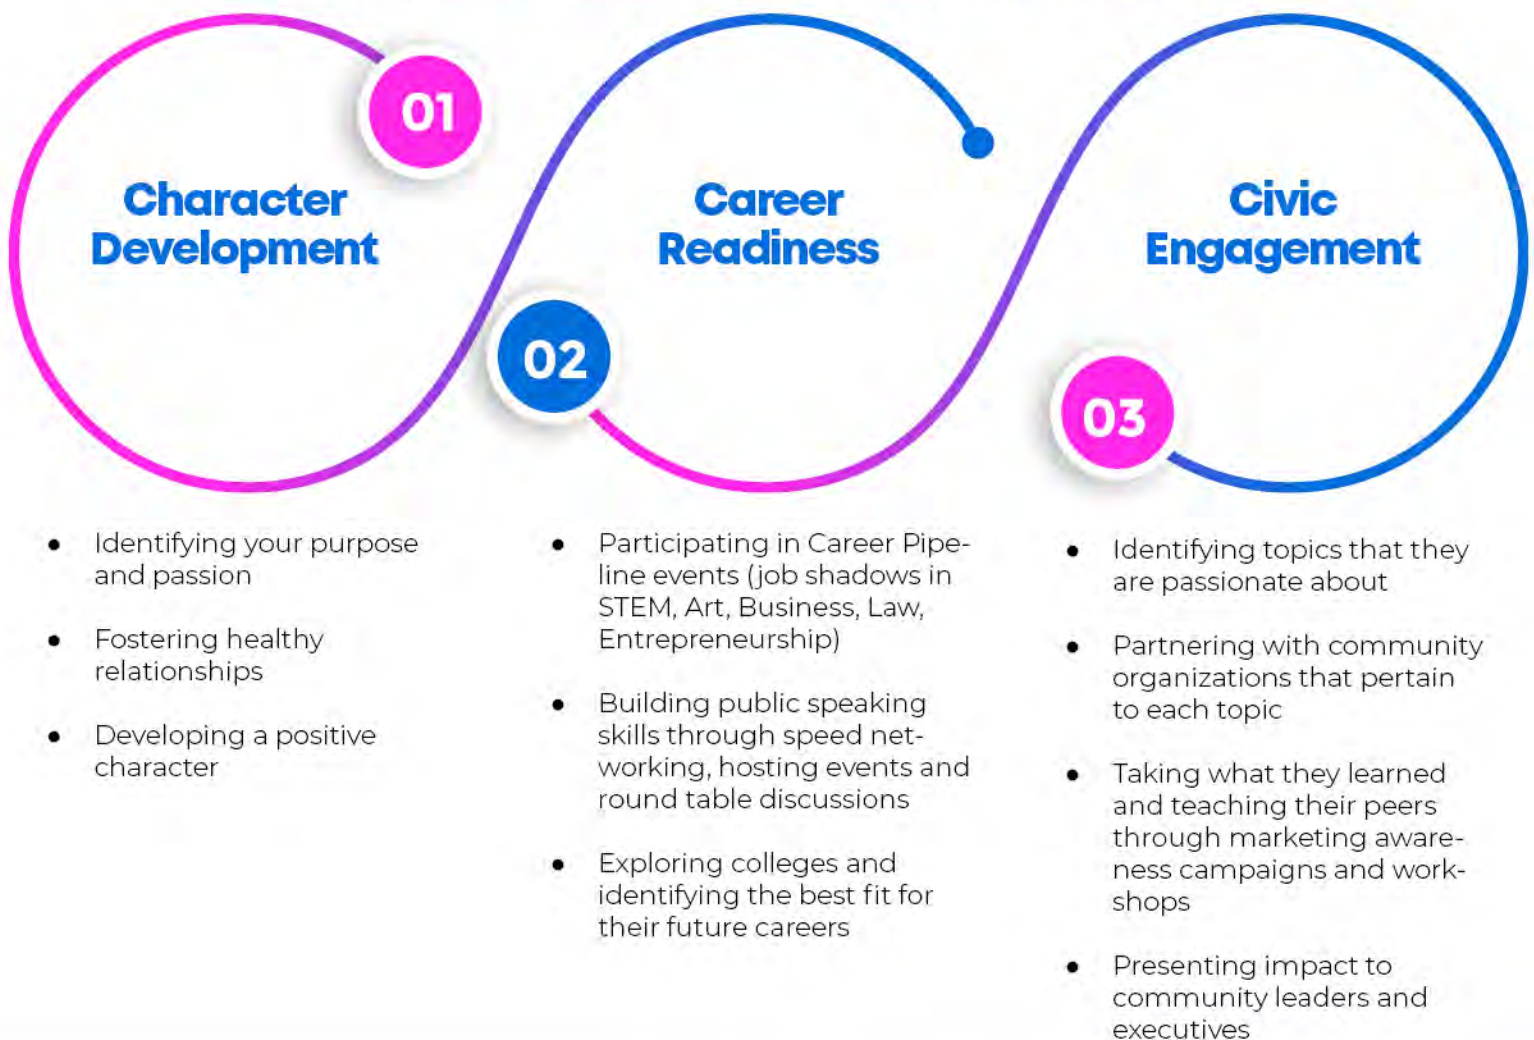 01
Character
Development
• Identifying your purpose
and passion
• Fostering healthy
relationships
• Developing a positive
character
02
Career
Readiness
• Participating in Career Pipe-
line events (job shadows in
STEM, Art, Business, Law,
Entrepreneurship)
• Building public speaking
skills through speed net-
working, hosting events and
round table discussions
• Exploring colleges and
identifying the best fit for
their future careers
03
Civic
Engagement
• Identifying topics that they
are passionate about
• Partnering with community
organizations that pertain
to each topic
• Taking what they learned
and teaching their peers
through marketing aware-
ness campaigns and work-
shops
• Presenting impact to
community leaders and
executives